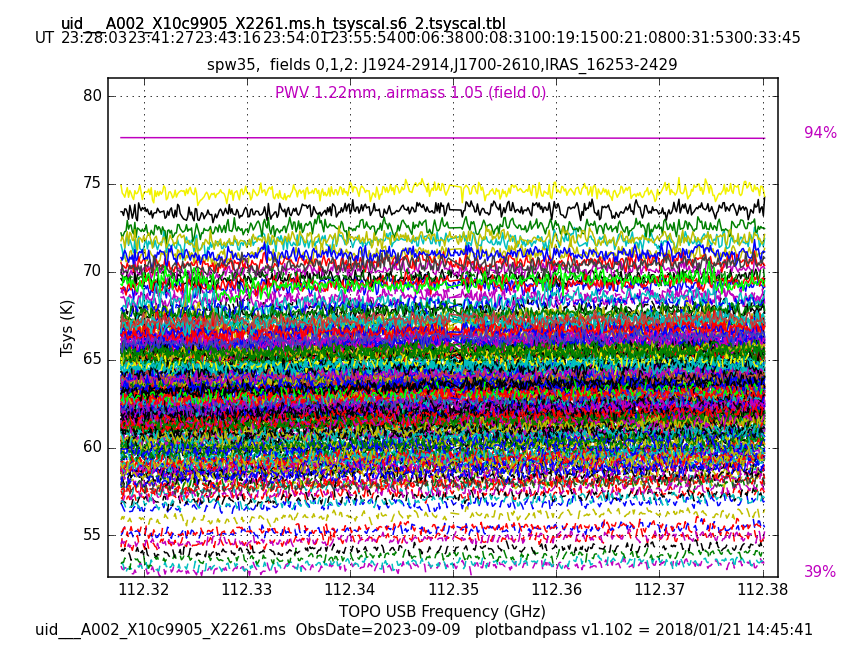 uid___A002_X10c9905_X2261.ms.h_tsyscal.s6_2.tsyscal.tbl
UT 23:28:03 23:41:27 23:43:16 23:54:01 23:55:54 00:06:38 00:08:31 00:19:15 00:21:08 00:31:53 00:33:45
spw35, fields 0,1,2: J1924-2914,J1700-2610,IRAS_16253-2429
PWV 1.22mm, airmass 1.05 (field 0)
80
94%
75
70
Tsys (K)
65
60
55
39%
112.32 112.33 112.34 112.35 112.36 112.37 112.38
TOPO USB Frequency (GHz)
uid___A002_X10c9905_X2261.ms ObsDate=2023-09-09 plotbandpass v1.102 = 2018/01/21 14:45:41